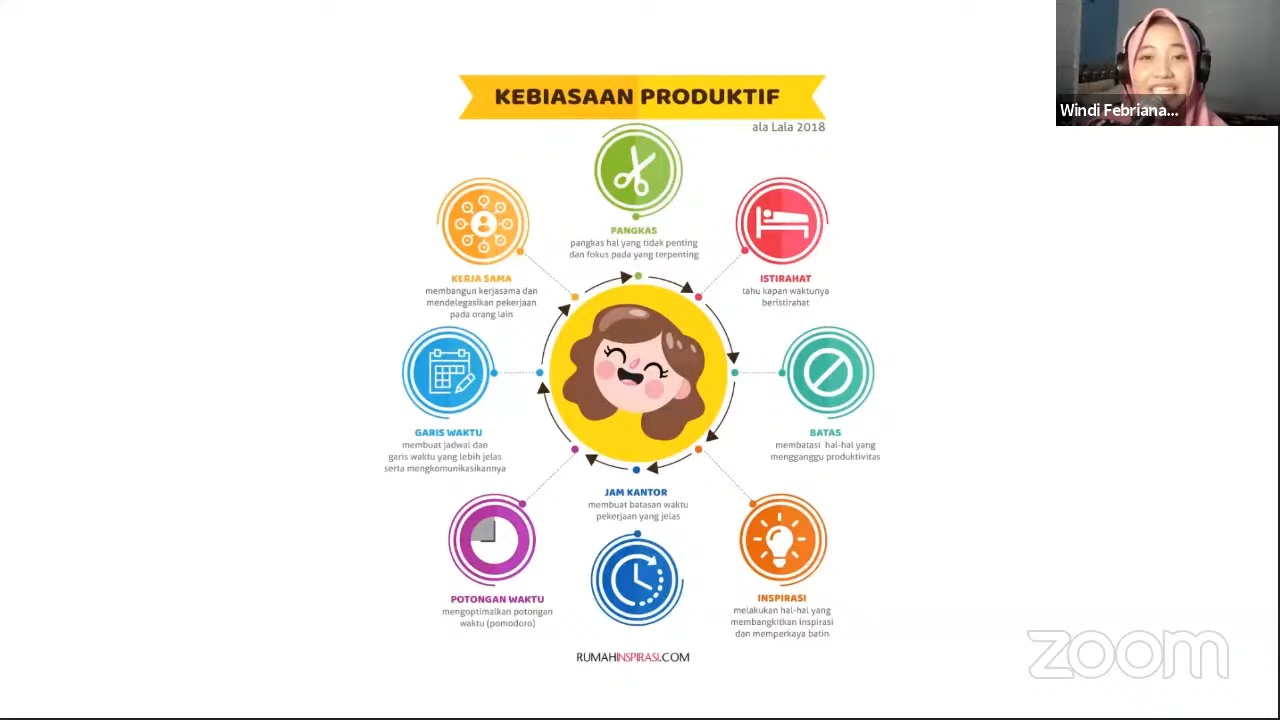 KEBIASAAN PRODUKTIF
ala Lala 2018
Windi Febriana...
PANGKAS
pangkas hal yang tidak penting
dan fokus pada yang terpenting
KERJA SAMA
membangun kerjasama dan
mendelegasikan pekerjaan
pada orang lain
ISTIRAHAT
tahu kapan waktunya
beristirahat
GARIS WAKTU
membuat jadwal dan
garis waktu yang lebih jelas
serta mengkomunikasikannya
BATAS
membatasi hal-hal yang
mengganggu produktivitas
JAM KANTOR
membuat batasan waktu
pekerjaan yang jelas
POTONGAN WAKTU
mengoptimalkan potongan
waktu (pomodoro)
INSPIRASI
melakukan hal-hal yang
membangkitkan inspirasi
dan memperkaya batin
RUMAHINSPIRASI.COM
zoom